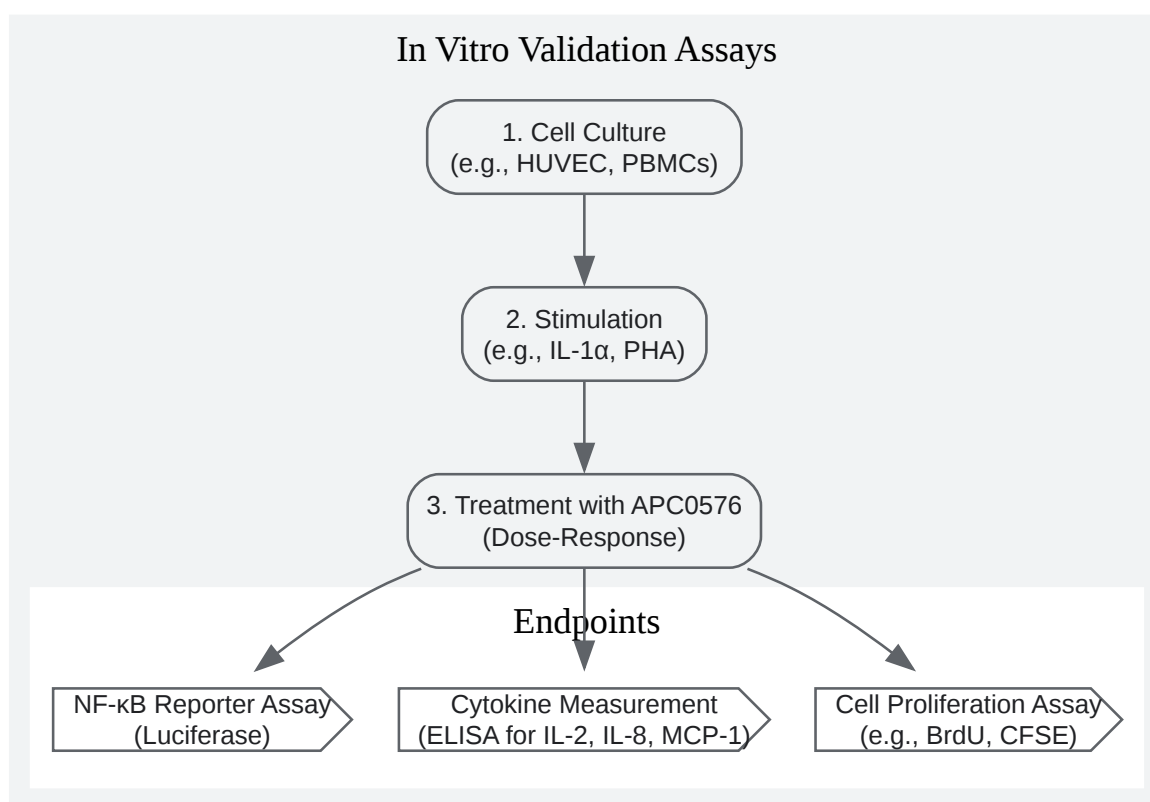 In Vitro Validation Assays
1. Cell Culture
(e.g., HUVEC, PBMCs)
2. Stimulation
(e.g., IL-1α, PHA)
3. Treatment with APC0576
(Dose-Response)
Endpoints
NF-κB Reporter Assay
(Luciferase)
Cytokine Measurement
(ELISA for IL-2, IL-8, MCP-1)
Cell Proliferation Assay
(e.g., BrdU, CFSE)